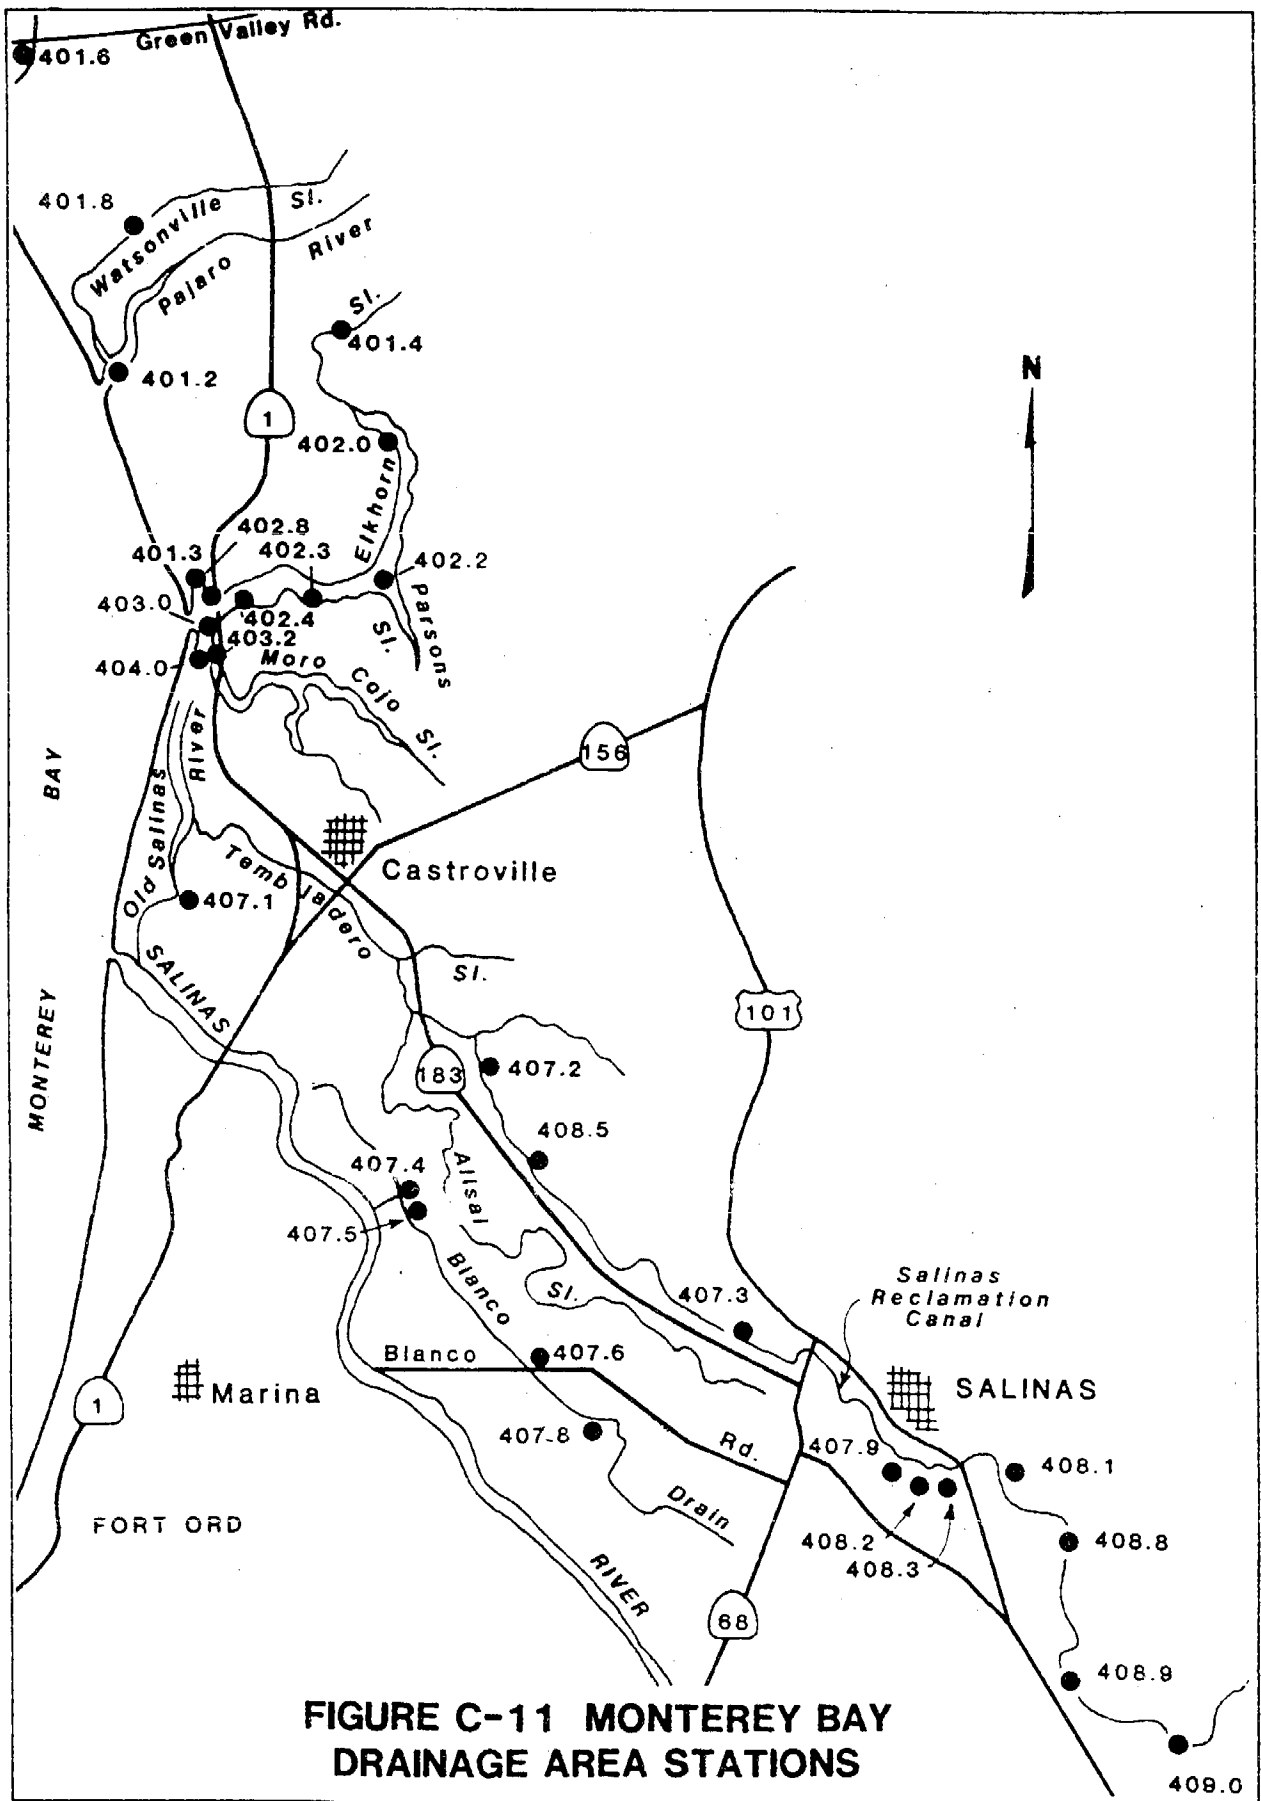 Green Valley Rd.
401.6
401.8
Watsonville Sl.
Pajaro River
Sl.
401.4
401.2
N
1
402.0
Elkhorn
402.8
401.3
402.3
402.2
403.0
402.4
Parsons
Sl.
403.2
404.0
Moro Cojo Sl.
156
BAY
Old Salinas
River
Castroville
Tembladero
407.1
Sl.
SALINAS
101
MONTEREY
183
407.2
408.5
407.4
Alisal
407.5
Blanco
Sl.
Salinas
Reclamation
Canal
407.3
Blanco
407.6
Marina
SALINAS
1
407.8
Rd.
407.9
408.1
Drain
FORT ORD
408.2
408.3
408.8
RIVER
68
408.9
FIGURE C-11 MONTEREY BAY
DRAINAGE AREA STATIONS
409.0